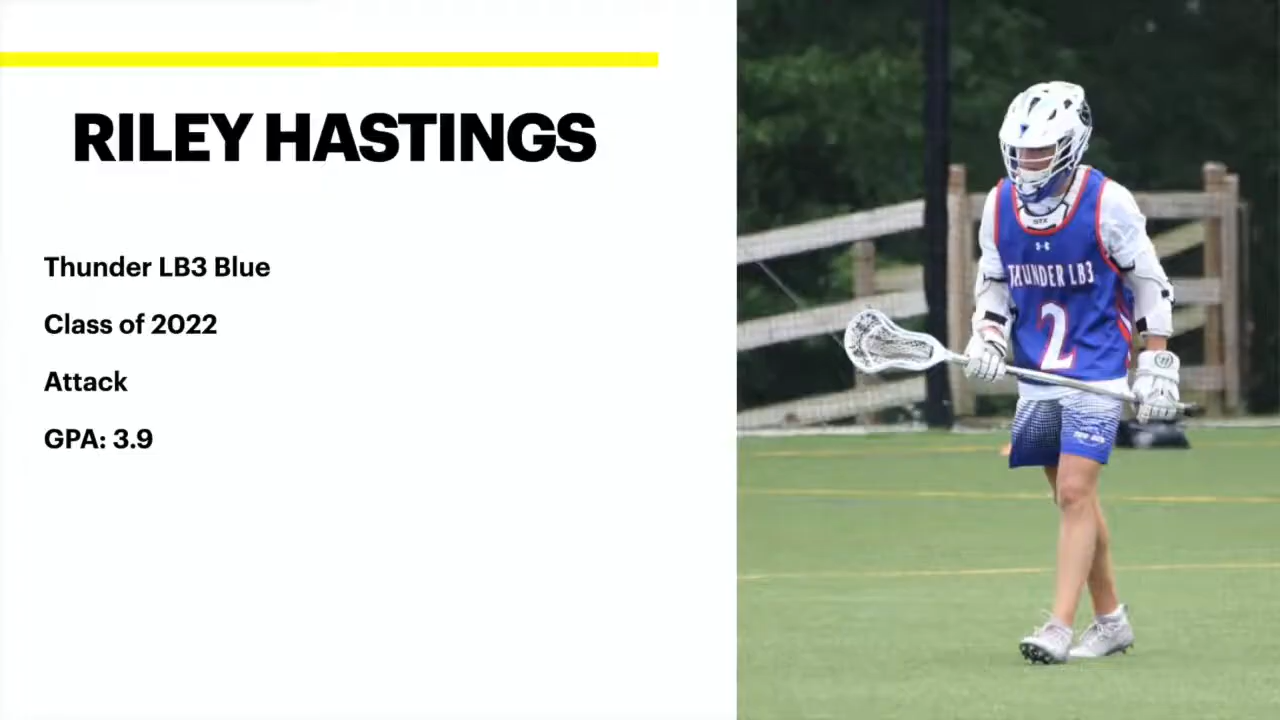 RILEY HASTINGS
Thunder LB3 Blue
Class of 2022
Attack
GPA: 3.9
THUNDER LB3
2